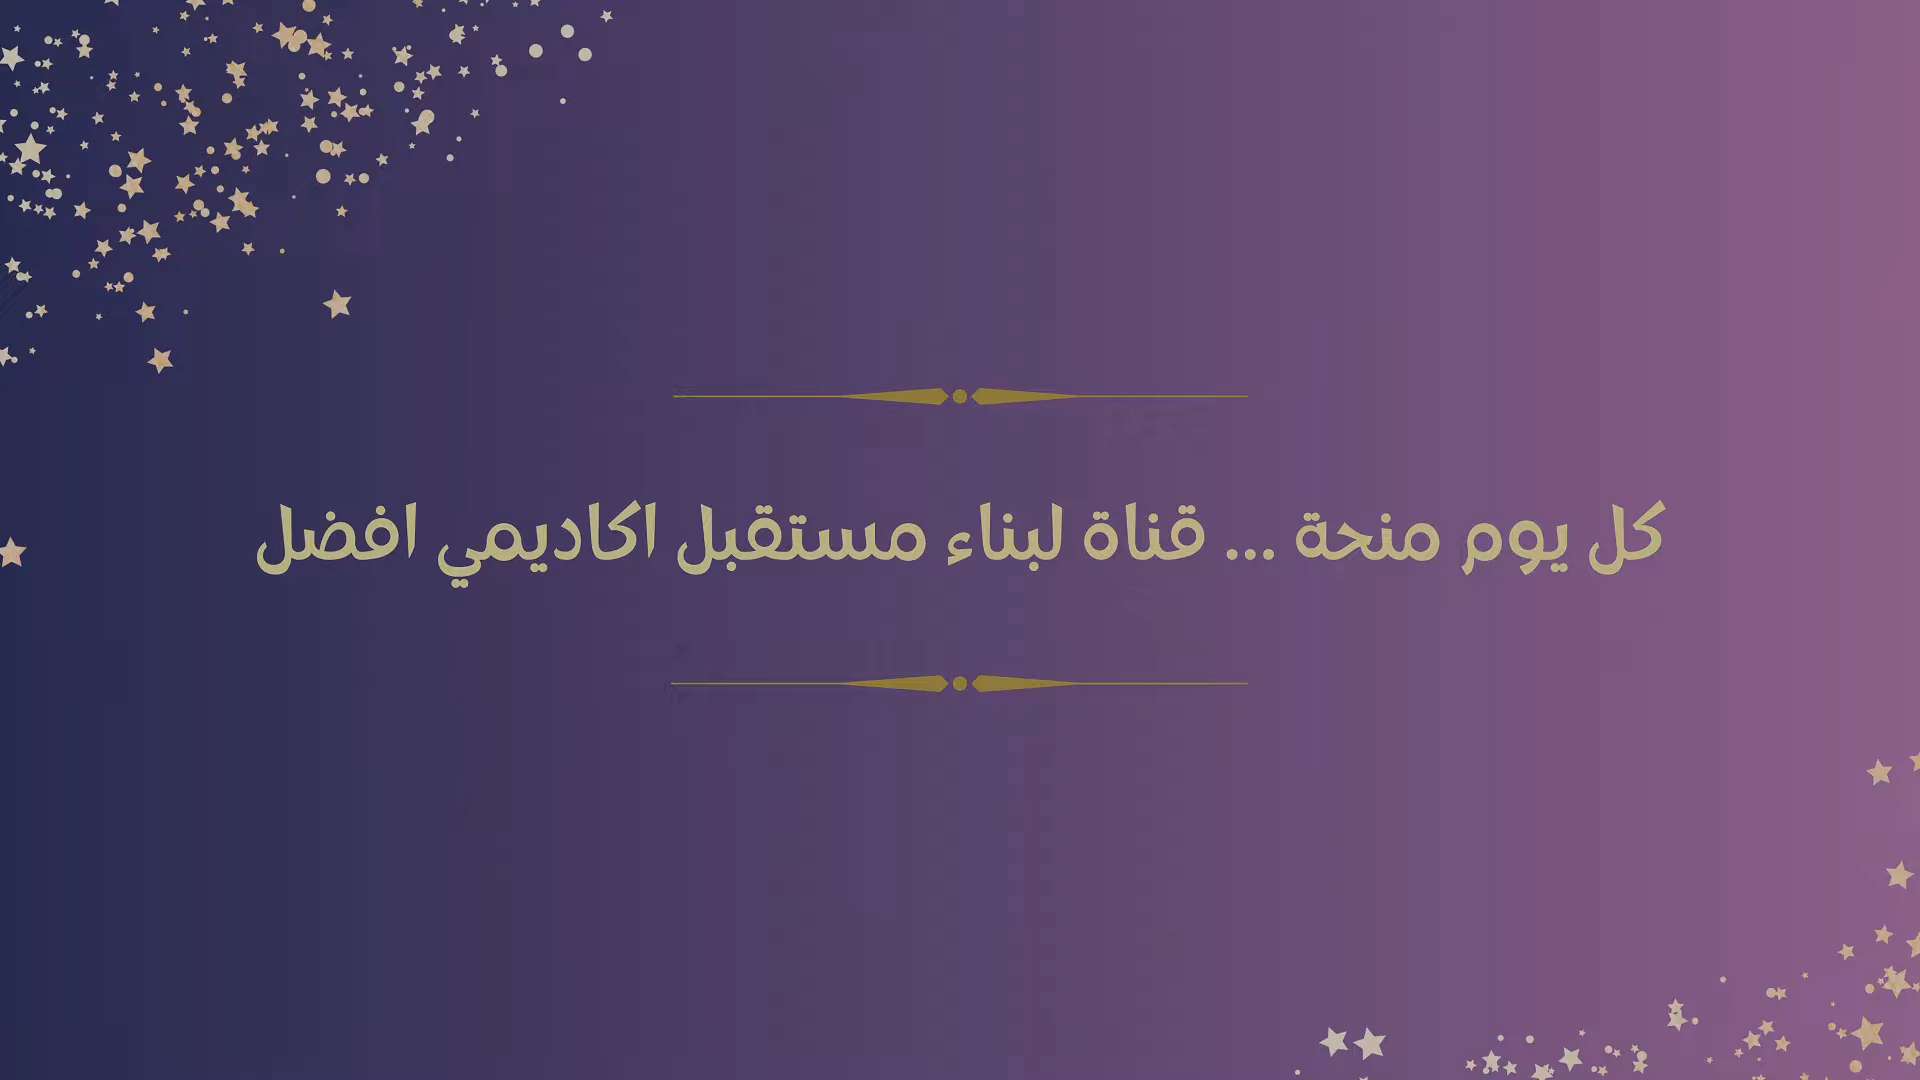 كل يوم منحة ... قناة لبناء مستقبل اكاديمي افضل